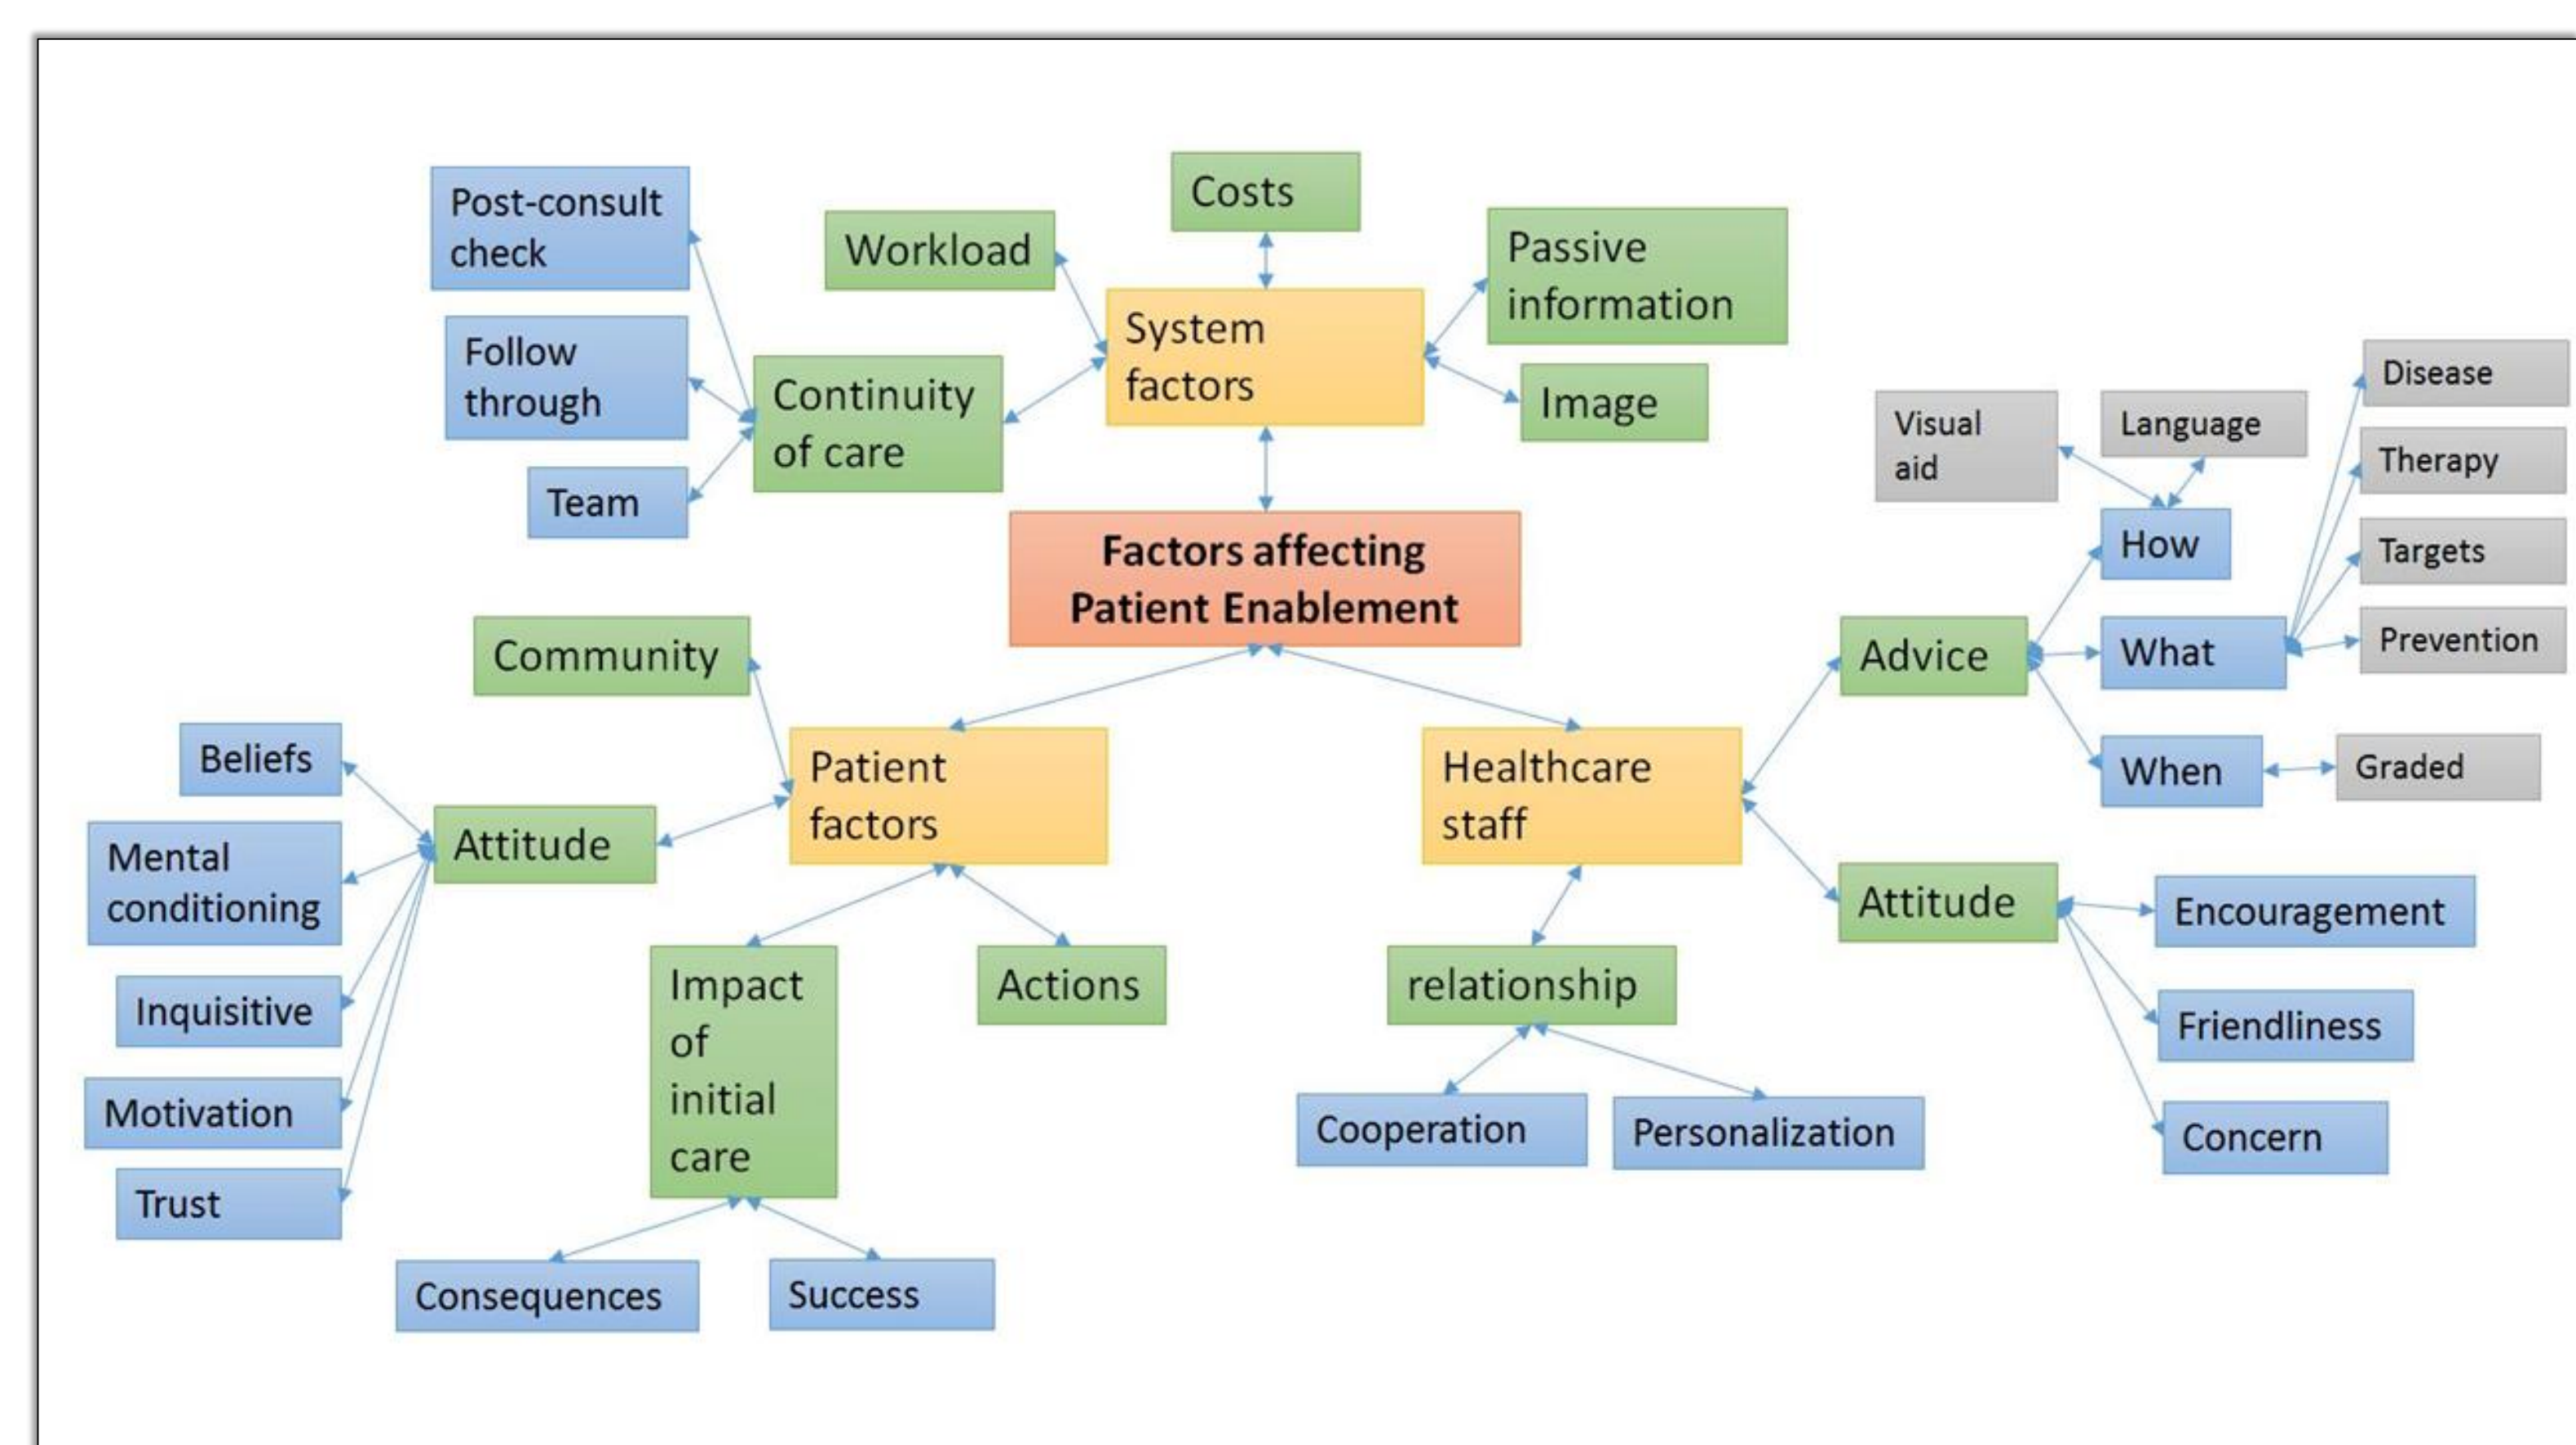 Costs
Post-consult
check
Workload
Passive
information
System
factors
Follow
through
Continuity
of care
Image
Team
Factors affecting
Patient Enablement
Visual
aid
Language
Disease
Therapy
How
Targets
Advice
What
Prevention
When
Graded
Community
Patient
factors
Healthcare
staff
Beliefs
Attitude
Mental
conditioning
Inquisitive
Motivation
Trust
Impact
of
initial
care
Actions
relationship
Attitude
Encouragement
Friendliness
Concern
Cooperation
Personalization
Consequences
Success